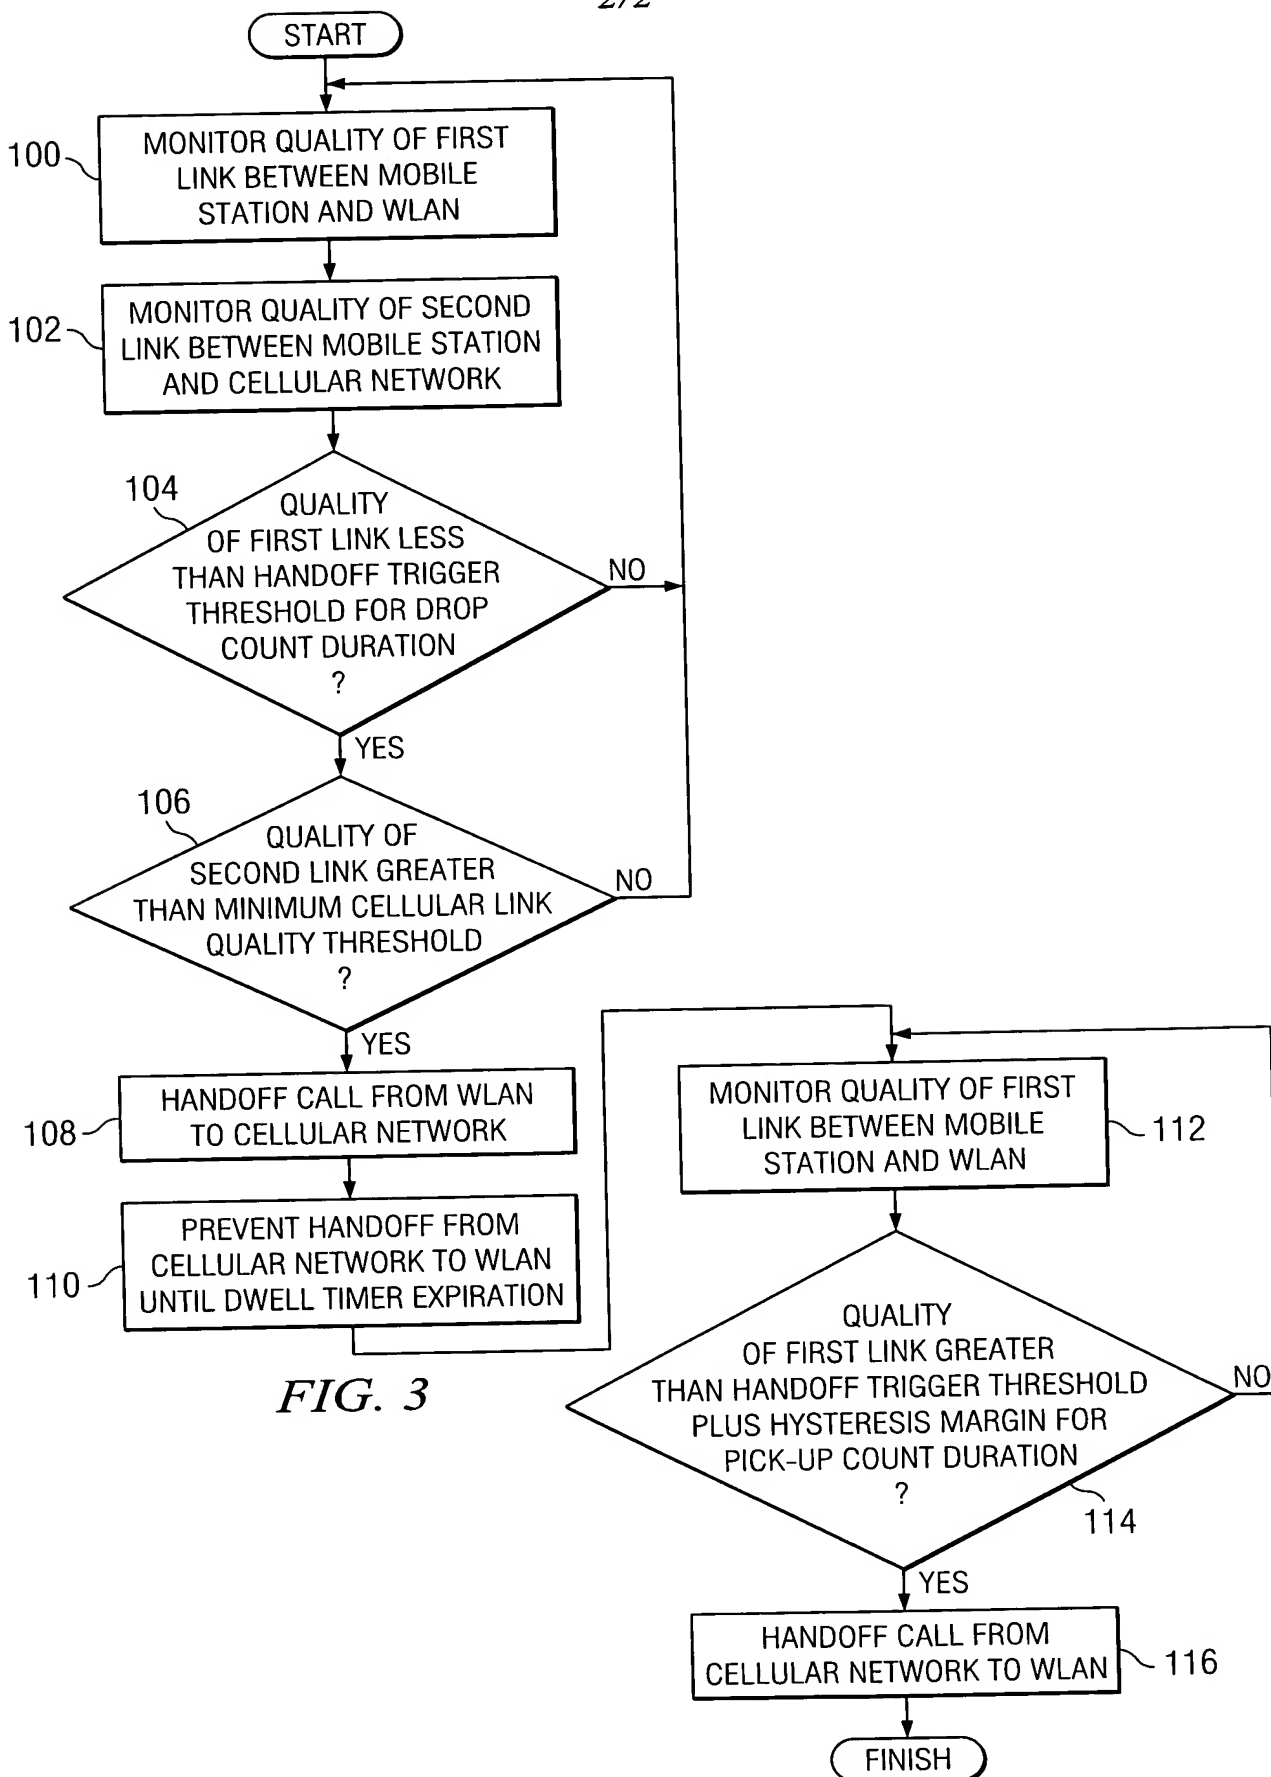 2/2
START
100
MONITOR QUALITY OF FIRST
LINK BETWEEN MOBILE
STATION AND WLAN
102
MONITOR QUALITY OF SECOND
LINK BETWEEN MOBILE STATION
AND CELLULAR NETWORK
104
QUALITY
OF FIRST LINK LESS
THAN HANDOFF TRIGGER
THRESHOLD FOR DROP
COUNT DURATION
?
NO
YES
106
QUALITY OF
SECOND LINK GREATER
THAN MINIMUM CELLULAR LINK
QUALITY THRESHOLD
?
NO
YES
108
HANDOFF CALL FROM WLAN
TO CELLULAR NETWORK
110
PREVENT HANDOFF FROM
CELLULAR NETWORK TO WLAN
UNTIL DWELL TIMER EXPIRATION
FIG. 3
MONITOR QUALITY OF FIRST
LINK BETWEEN MOBILE
STATION AND WLAN
112
QUALITY
OF FIRST LINK GREATER
THAN HANDOFF TRIGGER THRESHOLD
PLUS HYSTERESIS MARGIN FOR
PICK-UP COUNT DURATION
?
NO
114
YES
HANDOFF CALL FROM
CELLULAR NETWORK TO WLAN
116
FINISH